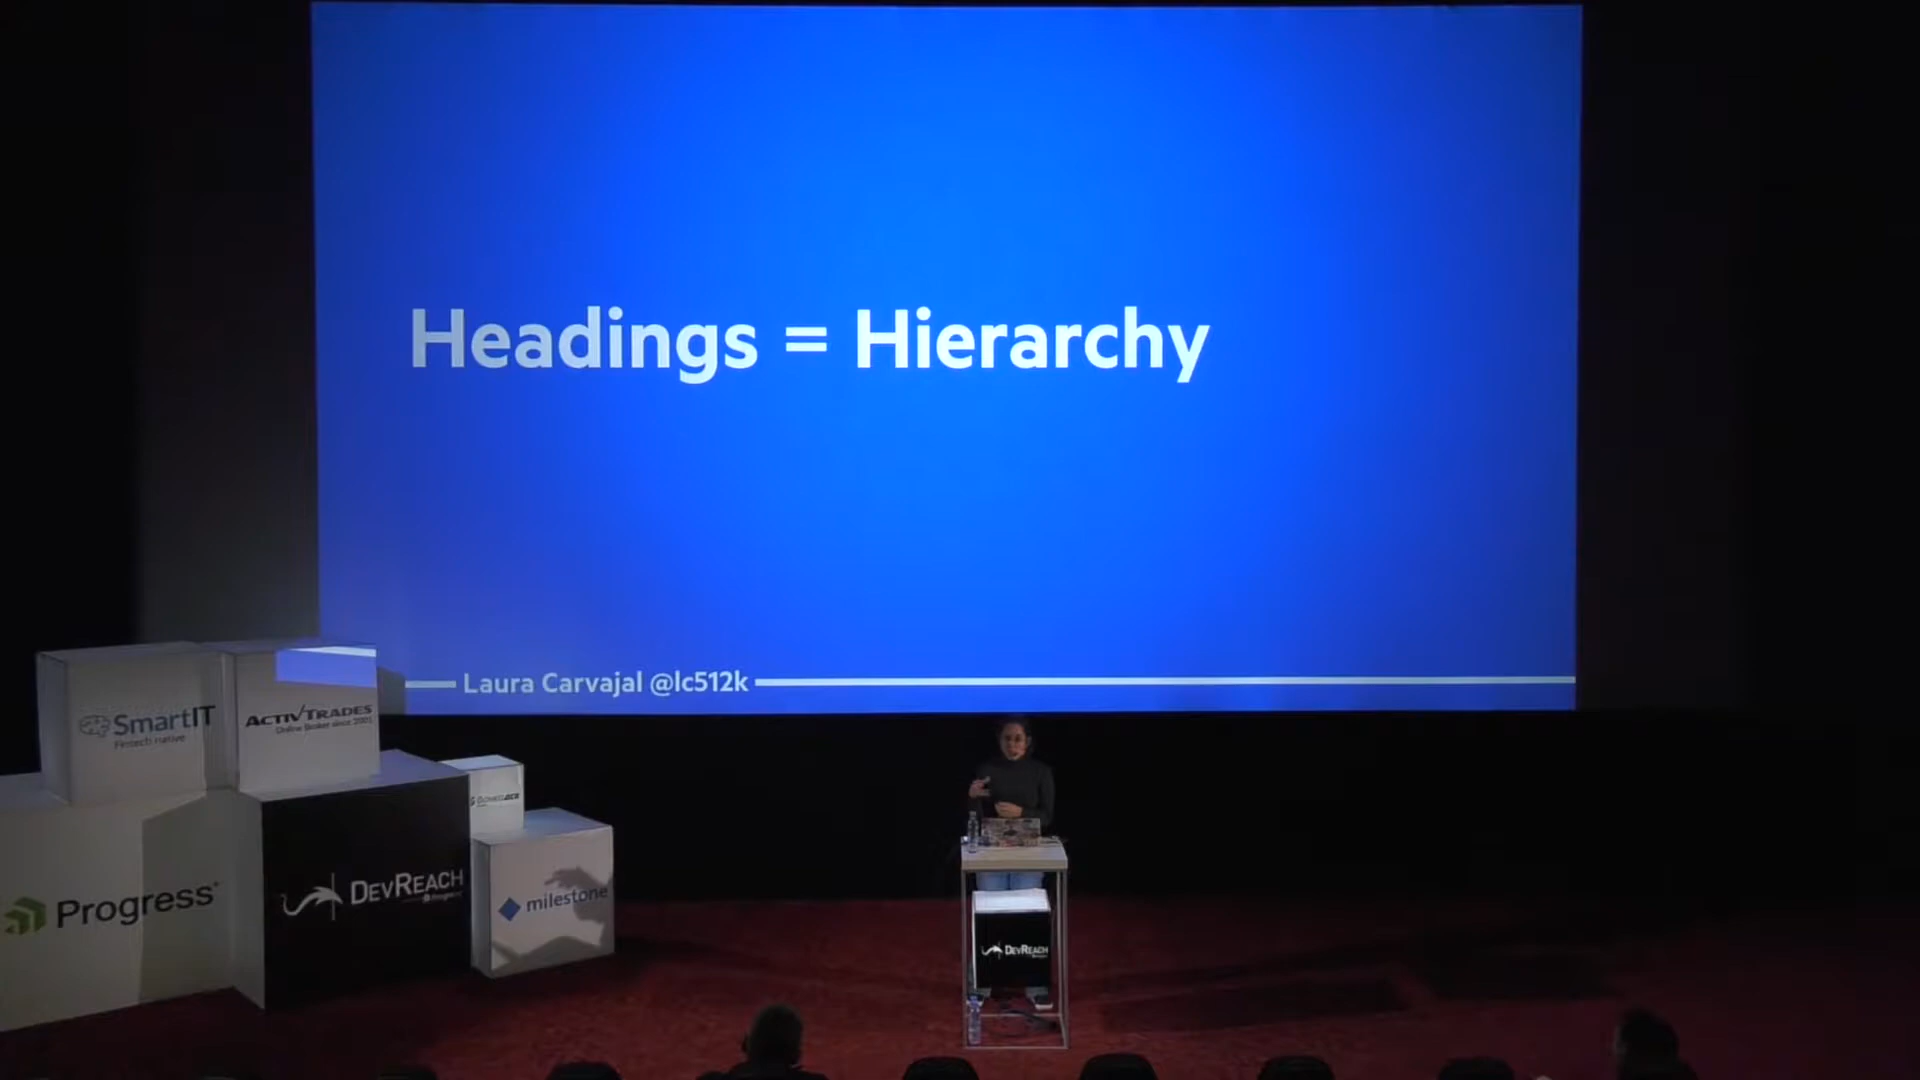 Headings = Hierarchy
Laura Carvajal @lc512k
SmartIT
Fintech native
ACTIVTRADES
Online Broker since 2001
Progress
DEVREACH
milestone
DEVREACH